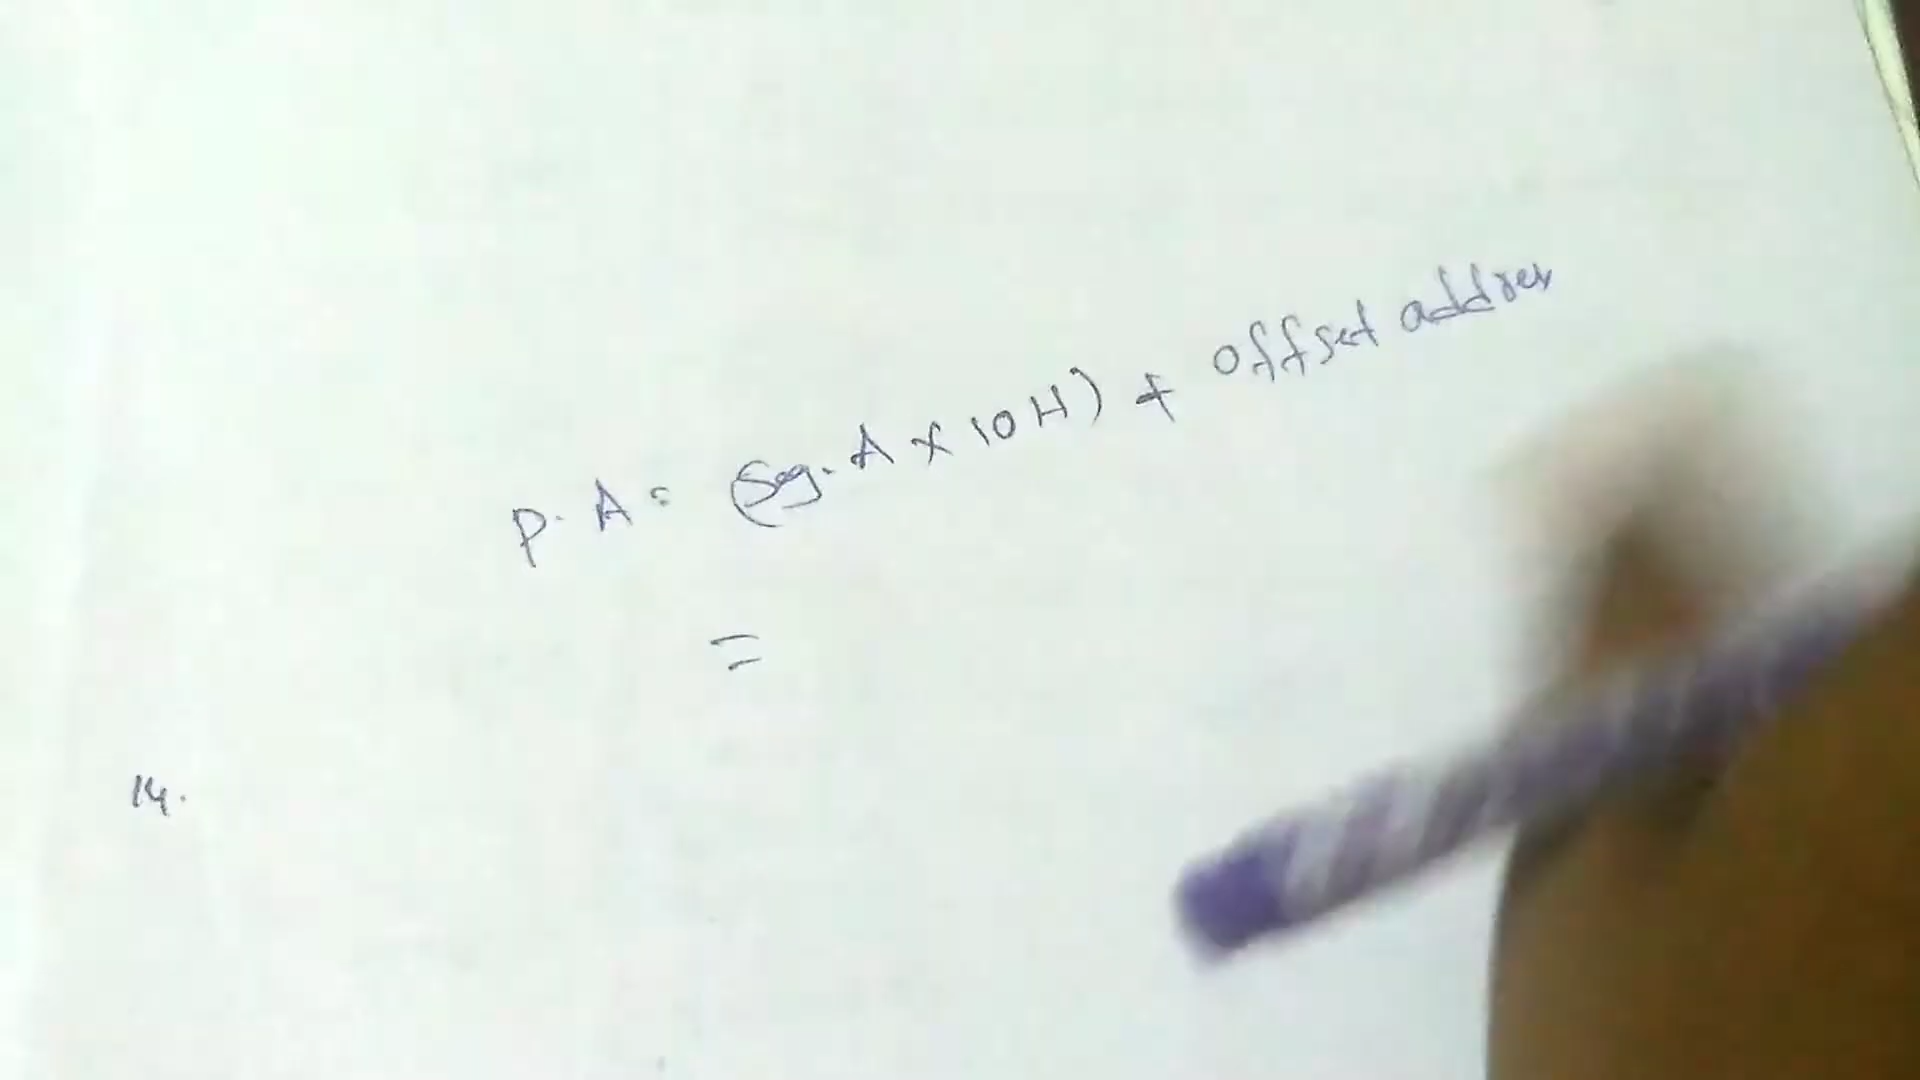 P. A = (Seg. A × 10 H) + offset addres
=
14.